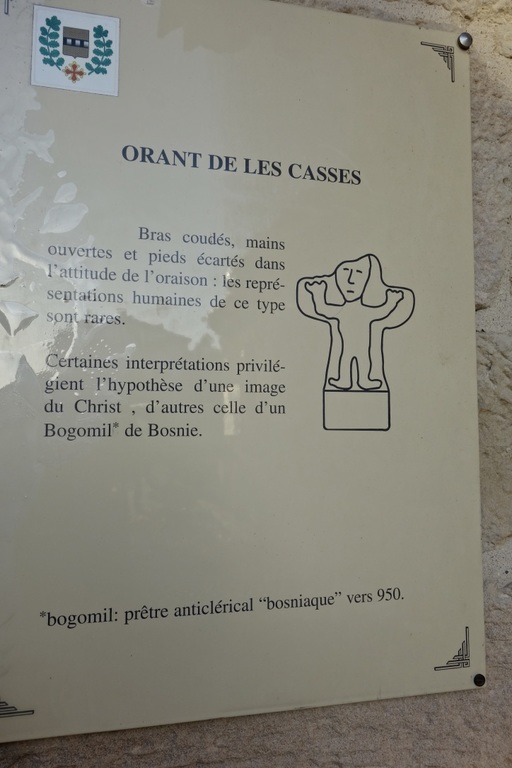 ORANT DE LES CASSES
Bras coudés, mains
ouvertes et pieds écartés dans
l'attitude de l'oraison : les repré-
sentations humaines de ce type
sont rares.
Certaines interprétations privilé-
gient l'hypothèse d'une image
du Christ , d'autres celle d'un
Bogomil* de Bosnie.
*bogomil: prêtre anticlérical “bosniaque” vers 950.